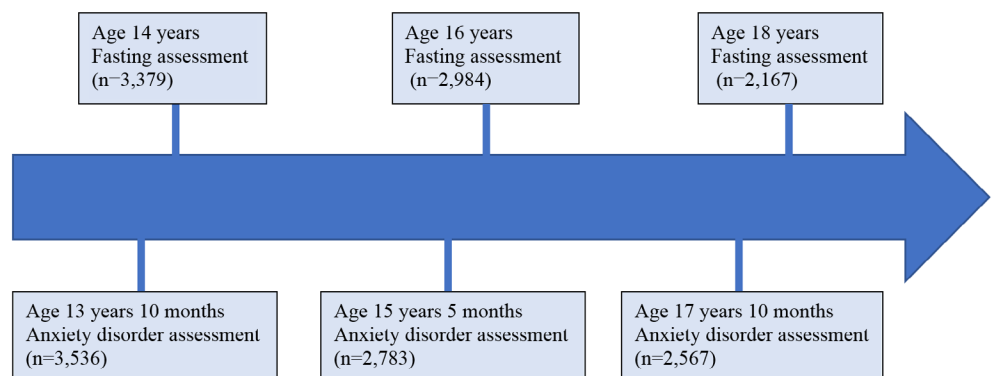 Age 14 years
Fasting assessment
(n−3,379)
Age 16 years
Fasting assessment
(n−2,984)
Age 18 years
Fasting assessment
(n−2,167)
Age 13 years 10 months
Anxiety disorder assessment
(n=3,536)
Age 15 years 5 months
Anxiety disorder assessment
(n=2,783)
Age 17 years 10 months
Anxiety disorder assessment
(n=2,567)